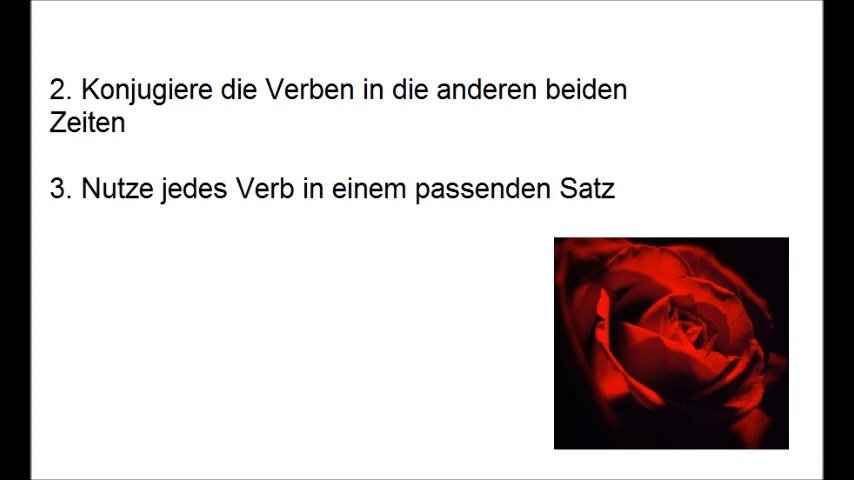 2. Konjugiere die Verben in die anderen beiden
Zeiten
3. Nutze jedes Verb in einem passenden Satz